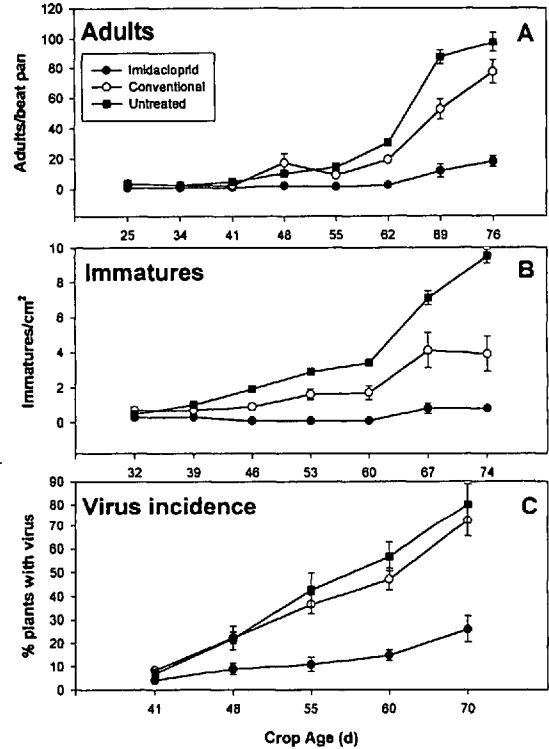 Adults
A
Imidacloprid
Conventional
Untreated
Adults/beat pan
120
100
80
60
40
20
0
25 34 41 48 55 62 89 76
Immatures
B
Immatures/cm²
10
8
6
4
2
0
32 39 46 53 60 67 74
Virus incidence
C
% plants with virus
90
80
70
60
50
40
30
20
10
0
41 48 55 60 70
Crop Age (d)